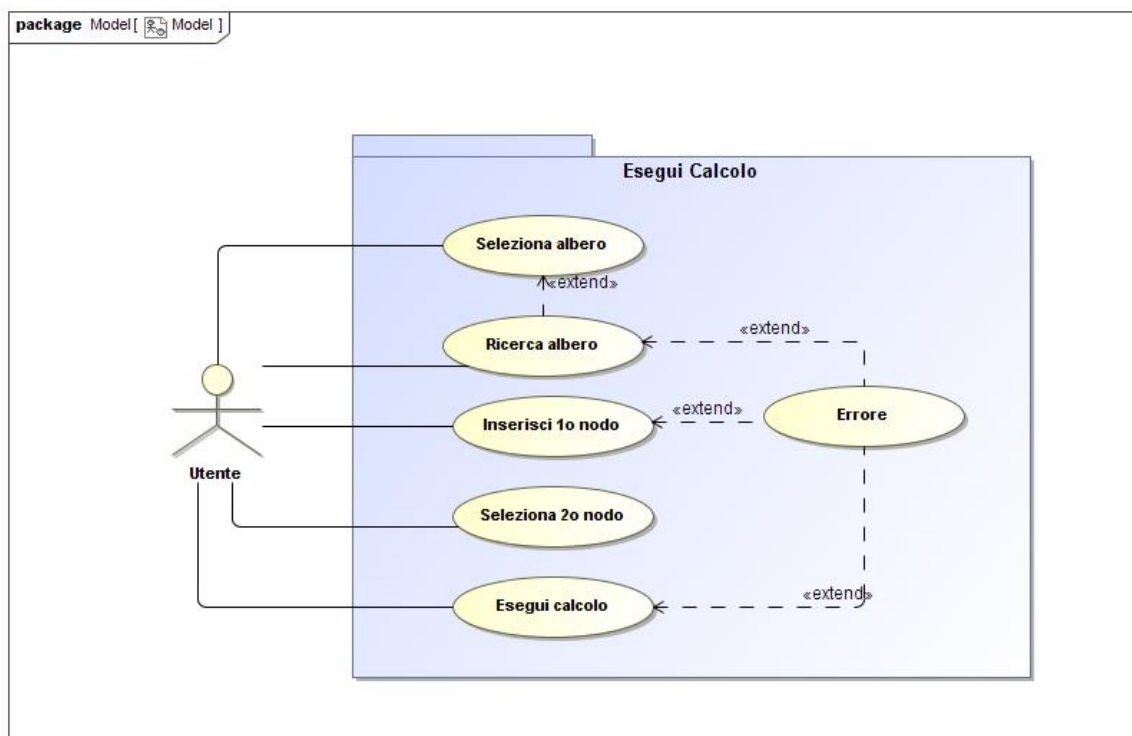 package Model [ Model ]
Esegui Calcolo
Seleziona albero
«extend»
Ricerca albero
«extend»
Inserisci 1o nodo
«extend»
Errore
Utente
Seleziona 2o nodo
Esegui calcolo
«extend»